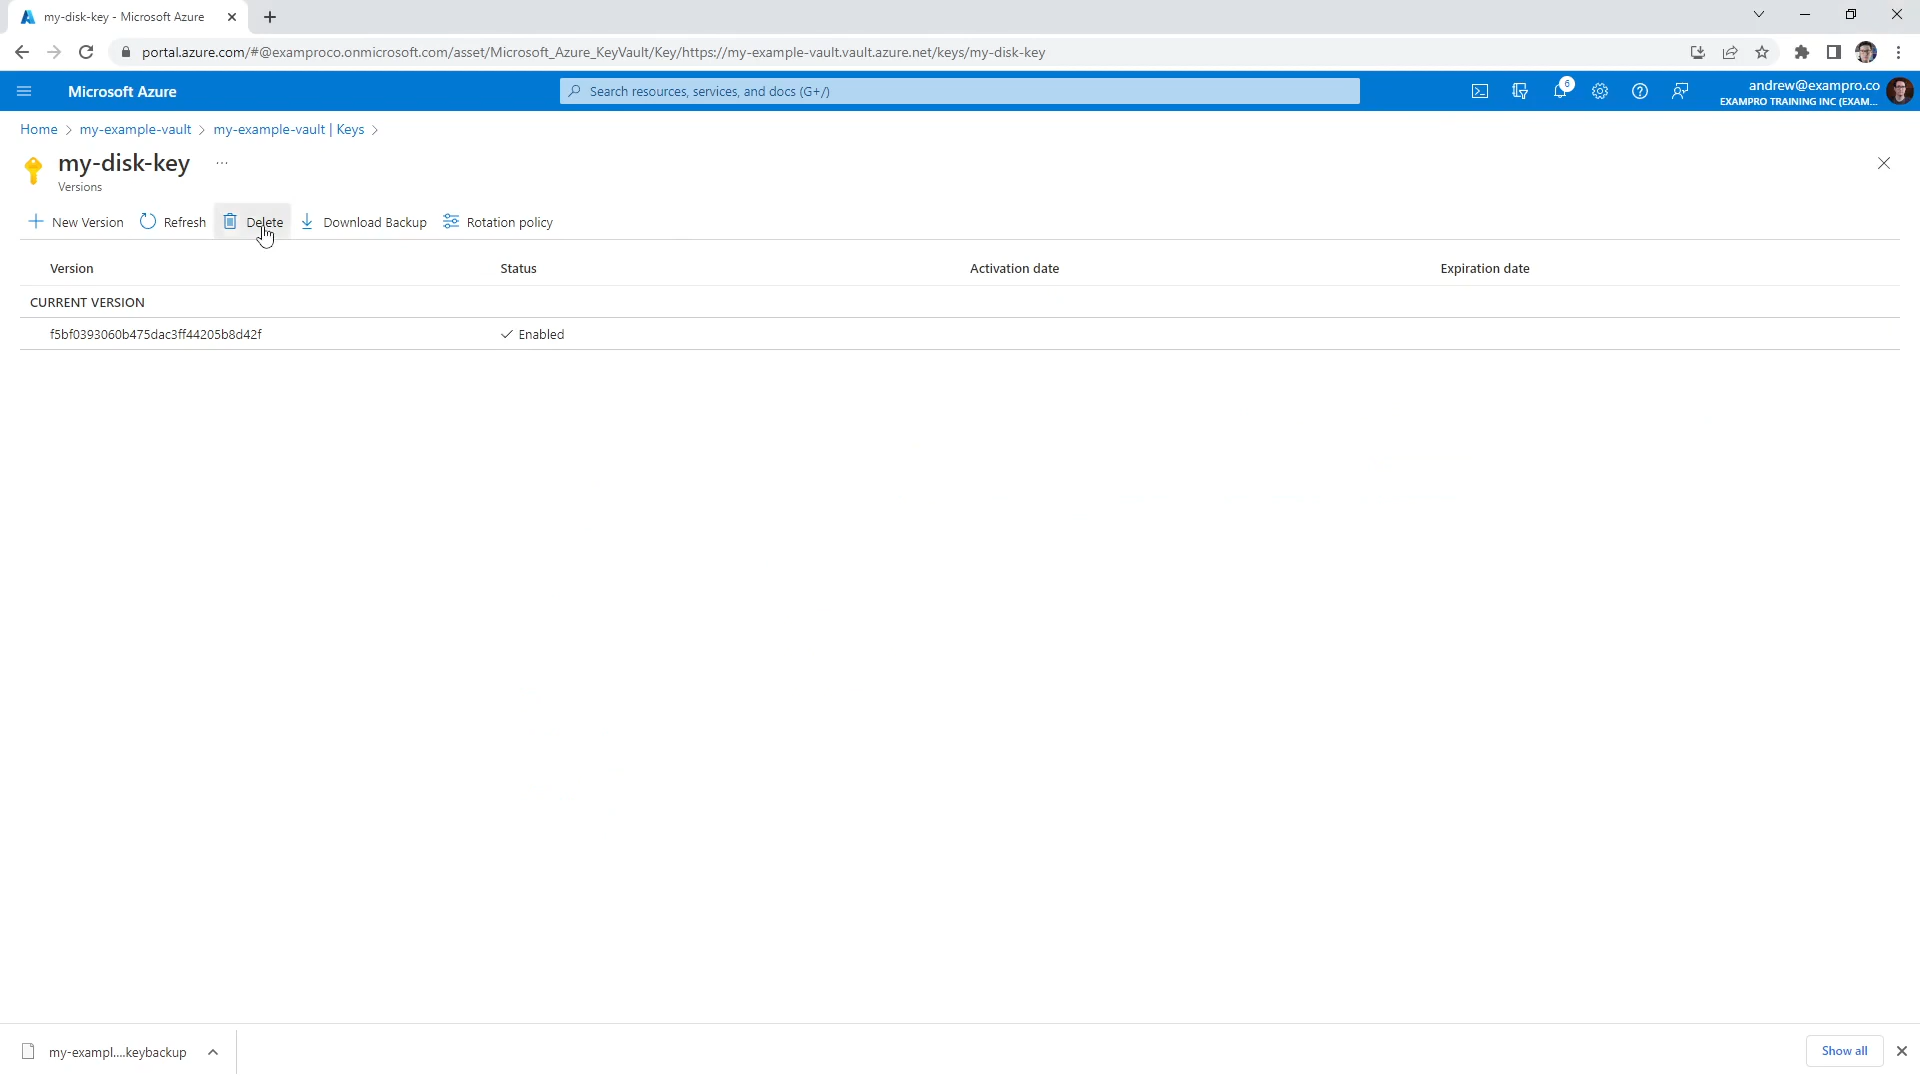 my-disk-key - Microsoft Azure
portal.azure.com/#@examproco.onmicrosoft.com/asset/Microsoft_Azure_KeyVault/Key/https://my-example-vault.vault.azure.net/keys/my-disk-key
Microsoft Azure
Search resources, services, and docs (G+/)
6
andrew@exampro.co
EXAMPRO TRAINING INC (EXAM...
Home > my-example-vault > my-example-vault | Keys >
my-disk-key ...
Versions
New Version Refresh Delete Download Backup Rotation policy
Version Status Activation date Expiration date
CURRENT VERSION
f5bf0393060b475dac3ff44205b8d42f Enabled
my-exampl....keybackup
Show all